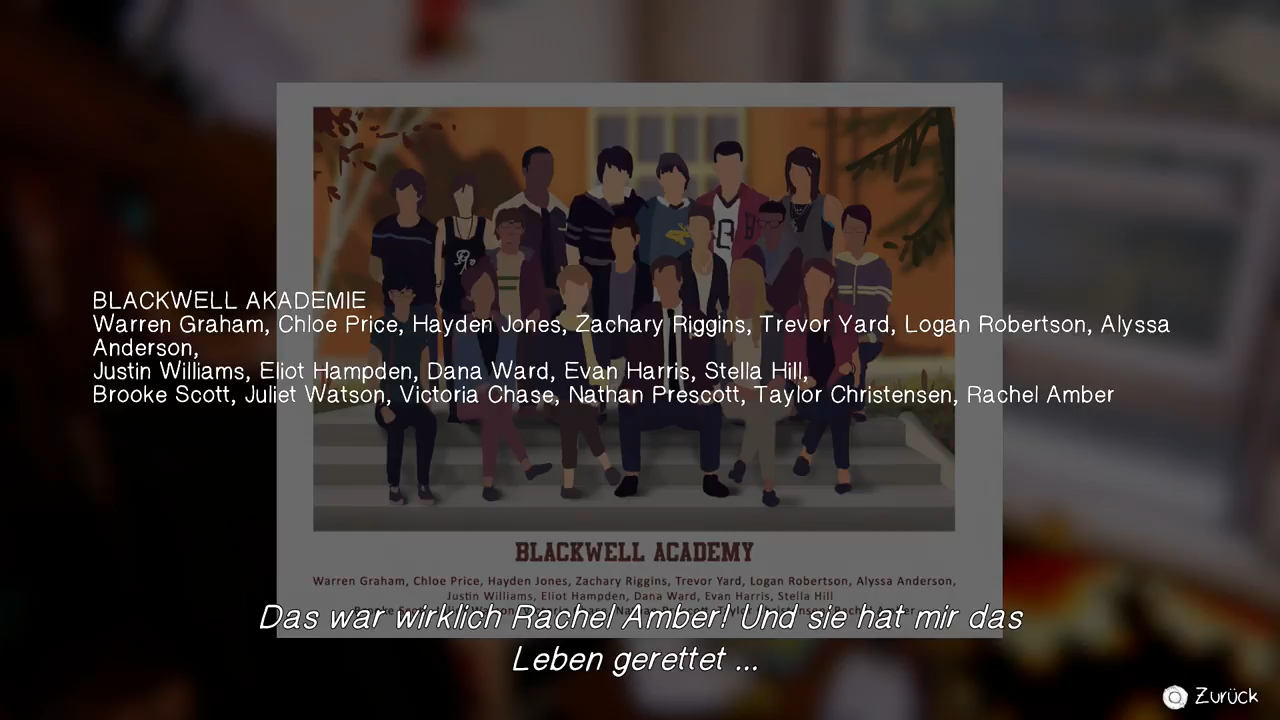 BLACKWELL AKADEMIE
Warren Graham, Chloe Price, Hayden Jones, Zachary Riggins, Trevor Yard, Logan Robertson, Alyssa
Anderson,
Justin Williams, Eliot Hampden, Dana Ward, Evan Harris, Stella Hill,
Brooke Scott, Juliet Watson, Victoria Chase, Nathan Prescott, Taylor Christensen, Rachel Amber
BLACKWELL ACADEMY
Warren Graham, Chloe Price, Hayden Jones, Zachary Riggins, Trevor Yard, Logan Robertson, Alyssa Anderson,
Justin Williams, Eliot Hampden, Dana Ward, Evan Harris, Stella Hill
Das war wirklich Rachel Amber! Und sie hat mir das
Leben gerettet ...
Zurück